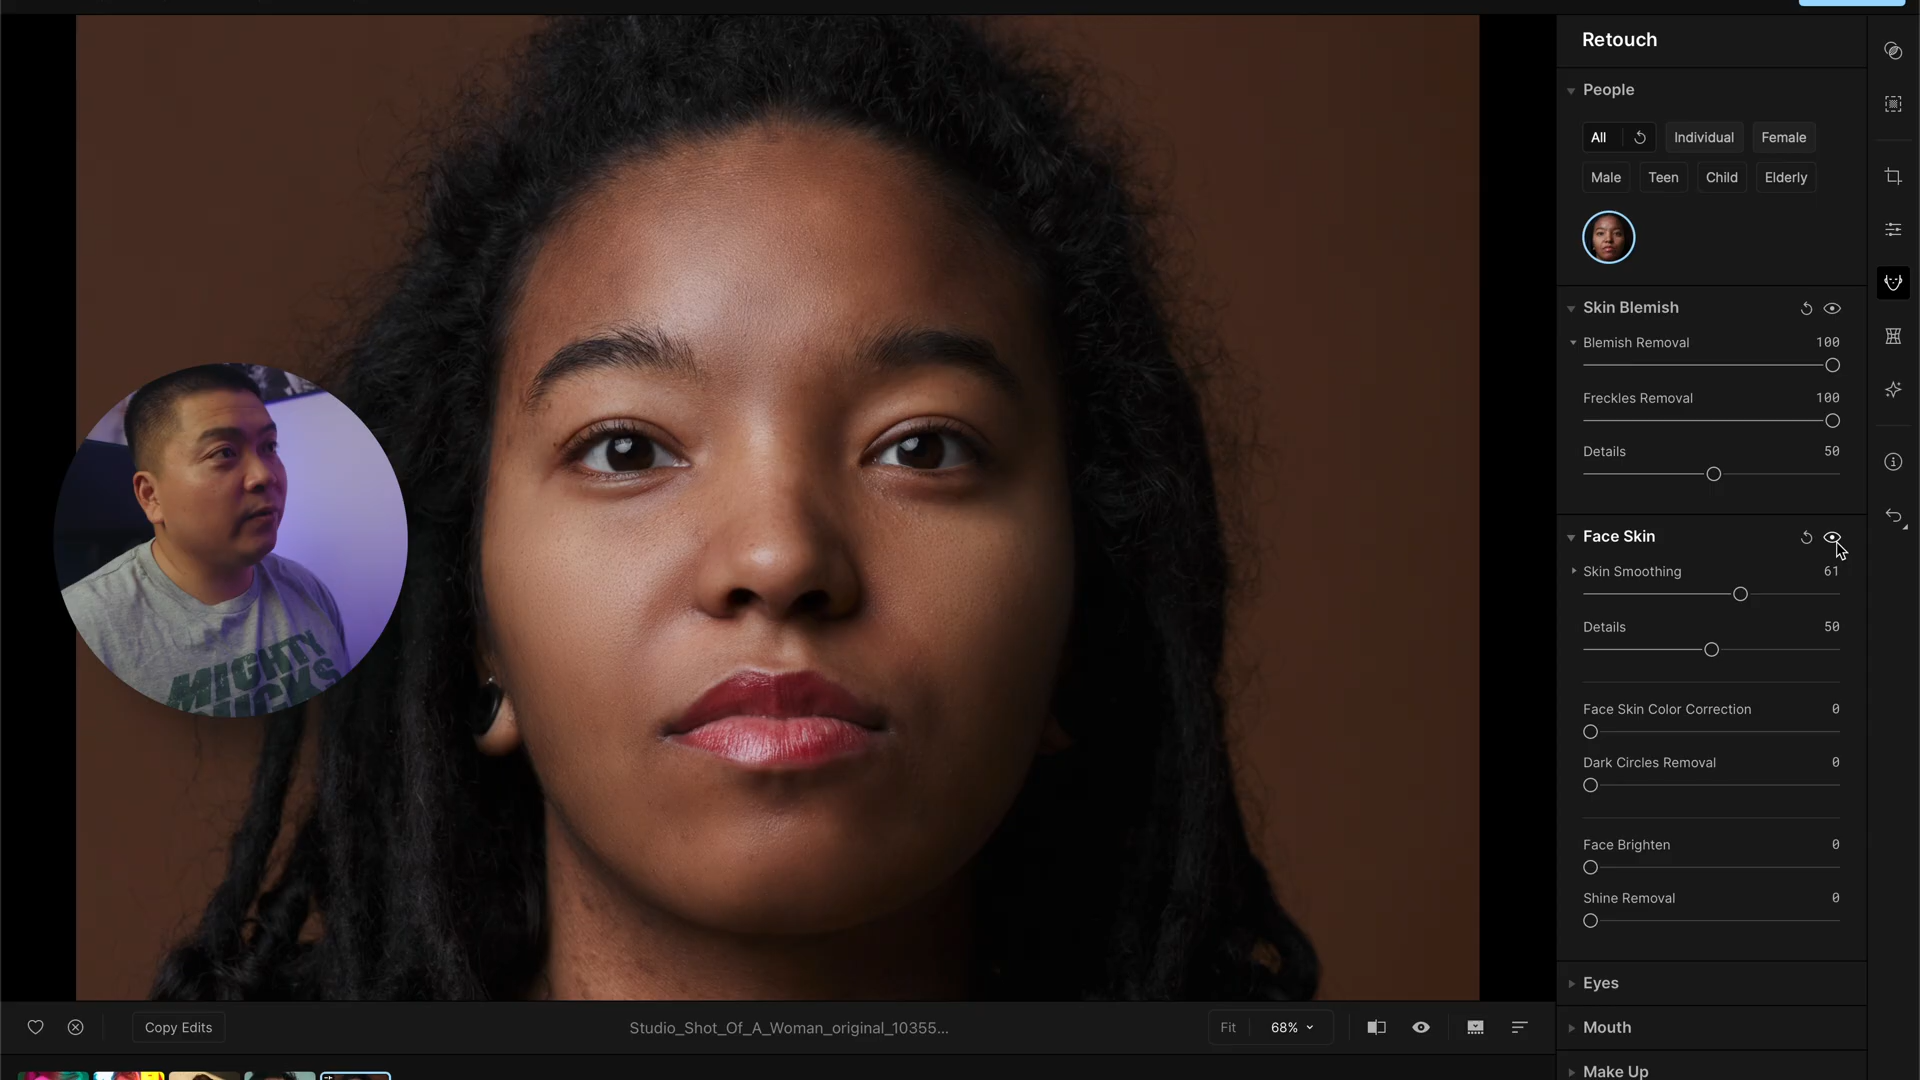 Retouch
People
All
Individual
Female
Male
Teen
Child
Elderly
Skin Blemish
Blemish Removal 100
Freckles Removal 100
Details 50
Face Skin
Skin Smoothing 61
Details 50
Face Skin Color Correction 0
Dark Circles Removal 0
Face Brighten 0
Shine Removal 0
Eyes
Mouth
Make Up
MIGHTY
Copy Edits
Studio_Shot_Of_A_Woman_original_10355...
Fit
68%